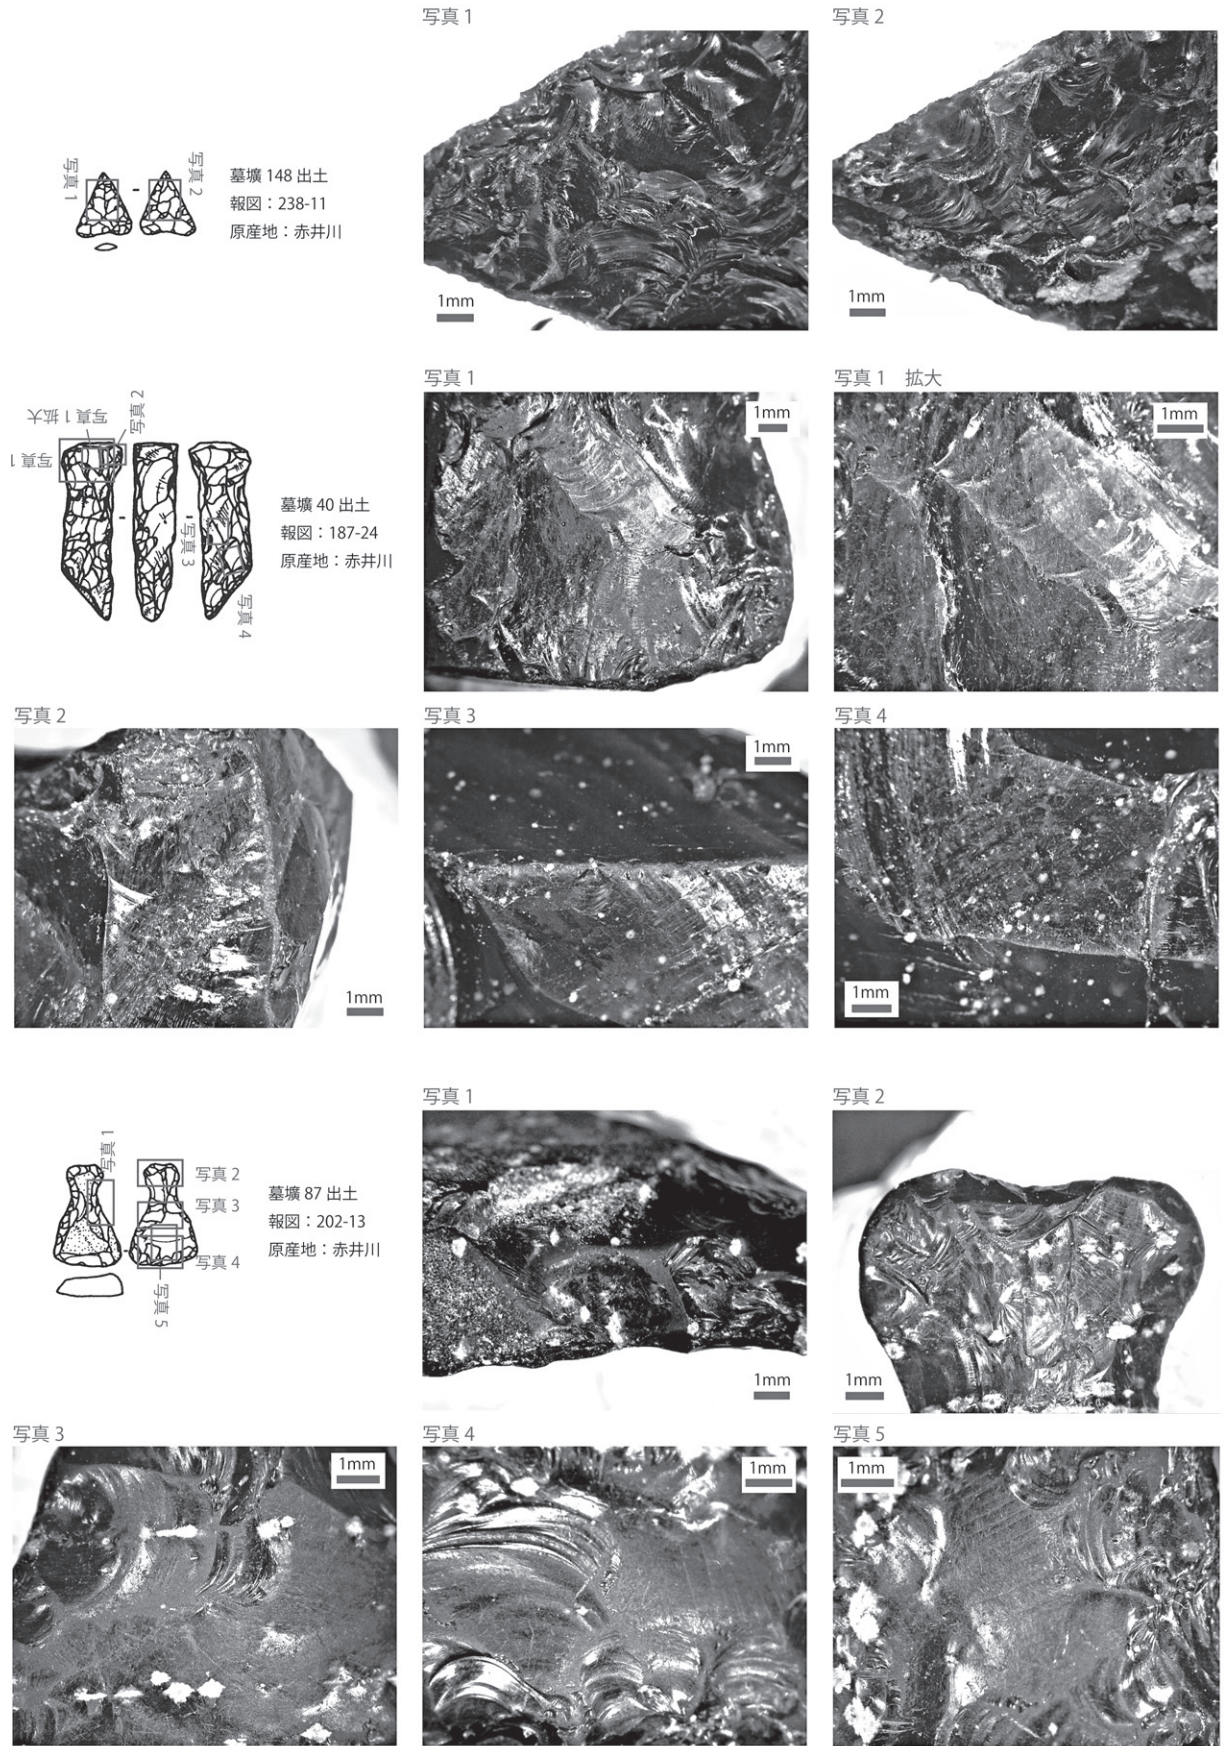 写真 1
写真 2
写真 1
写真 2
墓壙 148 出土
報図：238-11
原産地：赤井川
1mm
1mm
写真 1
写真 1 拡大
写真 1 拡大
写真 2
写真 1
写真 3
写真 4
墓壙 40 出土
報図：187-24
原産地：赤井川
1mm
1mm
写真 2
写真 3
写真 4
1mm
1mm
1mm
写真 1
写真 2
写真 1
写真 2
写真 3
写真 4
写真 5
墓壙 87 出土
報図：202-13
原産地：赤井川
1mm
1mm
写真 3
写真 4
写真 5
1mm
1mm
1mm